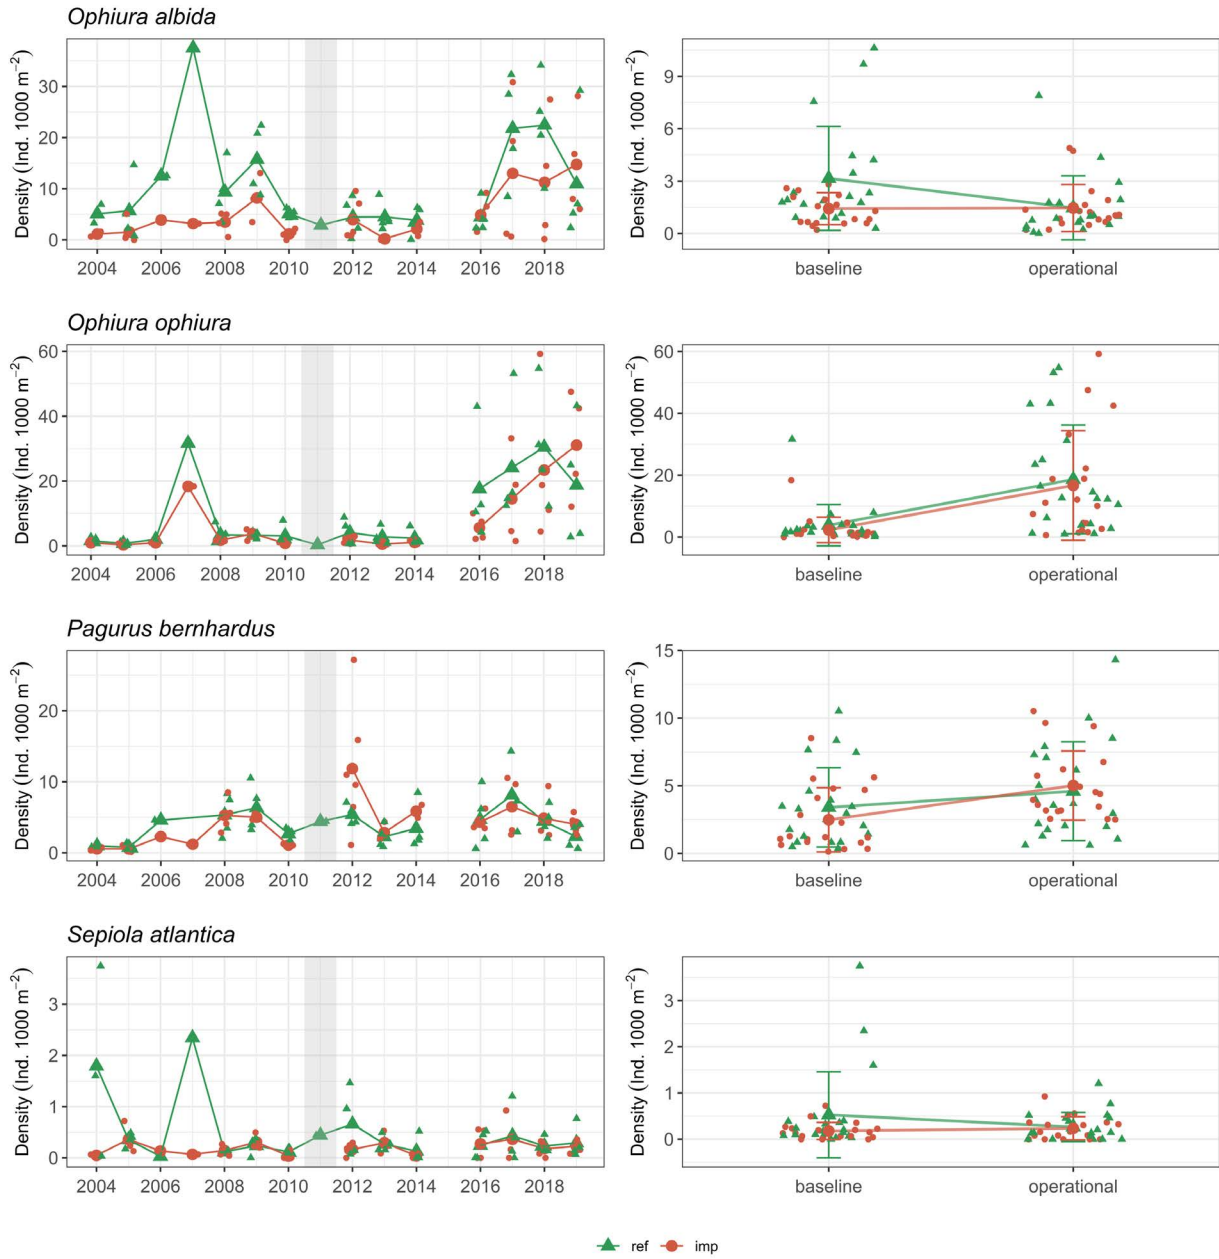 Ophiura albida
Density (Ind. 1000 m⁻²)
30
20
10
0
2004 2006 2008 2010 2012 2014 2016 2018
Density (Ind. 1000 m⁻²)
9
6
3
0
baseline operational
Ophiura ophiura
Density (Ind. 1000 m⁻²)
60
40
20
0
2004 2006 2008 2010 2012 2014 2016 2018
Density (Ind. 1000 m⁻²)
60
40
20
0
baseline operational
Pagurus bernhardus
Density (Ind. 1000 m⁻²)
20
10
0
2004 2006 2008 2010 2012 2014 2016 2018
Density (Ind. 1000 m⁻²)
15
10
5
0
baseline operational
Sepiola atlantica
Density (Ind. 1000 m⁻²)
3
2
1
0
2004 2006 2008 2010 2012 2014 2016 2018
Density (Ind. 1000 m⁻²)
3
2
1
0
baseline operational
ref imp